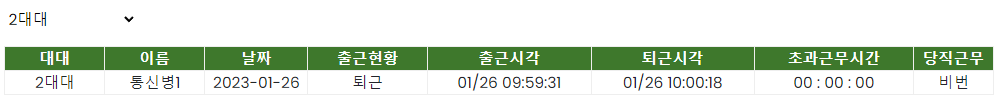 2대대
대대 이름 날짜 출근현황 출근시각 퇴근시각 초과근무시간 당직근무
2대대 통신병1 2023-01-26 퇴근 01/26 09:59:31 01/26 10:00:18 00 : 00 : 00 비번